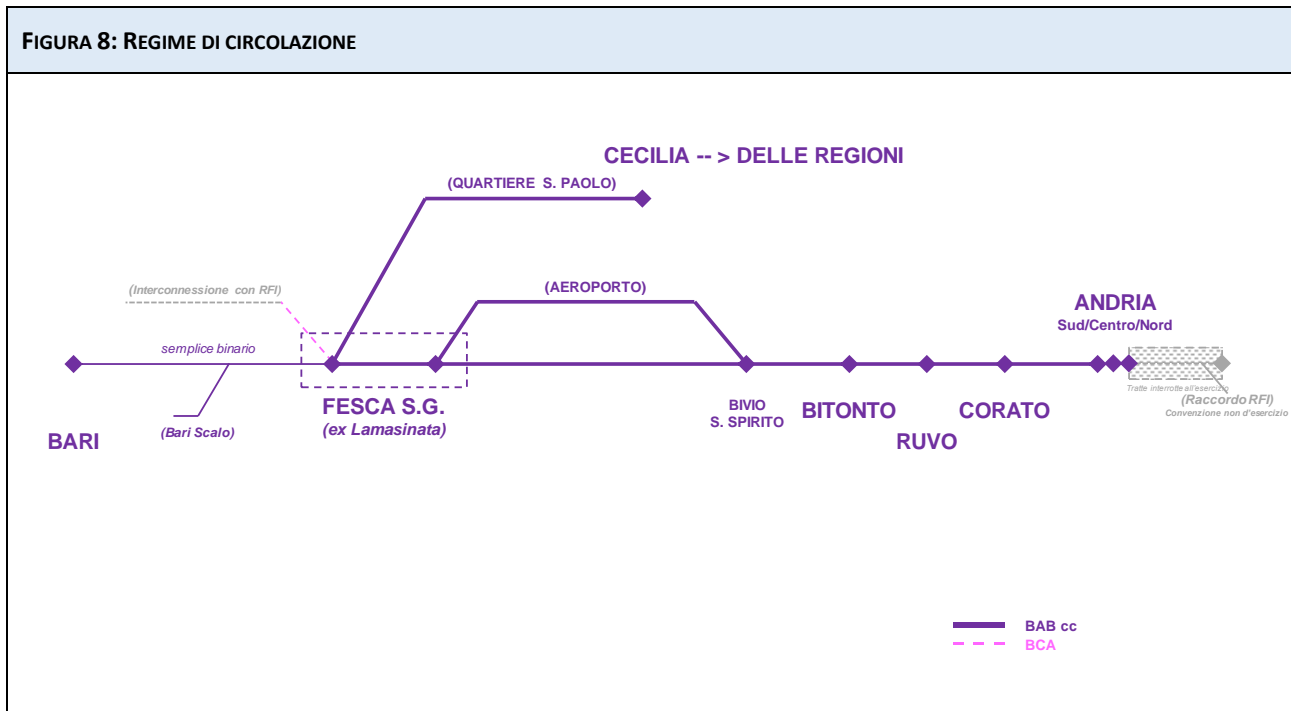 FIGURA 8: REGIME DI CIRCOLAZIONE
CECILIA -- > DELLE REGIONI
(QUARTIERE S. PAOLO)
(Interconnessione con RFI)
(AEROPORTO)
ANDRIA
Sud/Centro/Nord
semplice binario
Tratte interrotte all'esercizio
(Raccordo RFI)
Convenzione non d'esercizio
FESCA S.G.
(ex Lamasinata)
BIVIO
S. SPIRITO
BITONTO
CORATO
(Bari Scalo)
BARI
RUVO
BAB cc
BCA